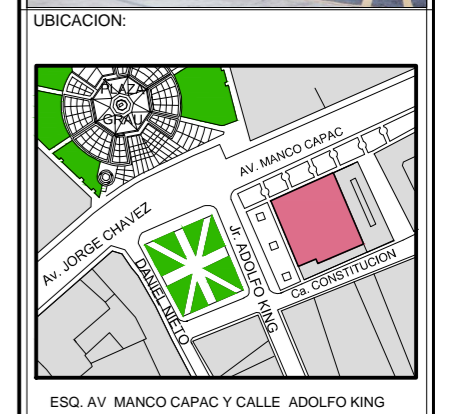 UBICACION:
PLAZA
GRAU
AV. MANCO CAPAC
Av. JORGE CHAVEZ
Jr. ADOLFO KING
DANIEL NIETO
Ca. CONSTITUCION
ESQ. AV MANCO CAPAC Y CALLE ADOLFO KING